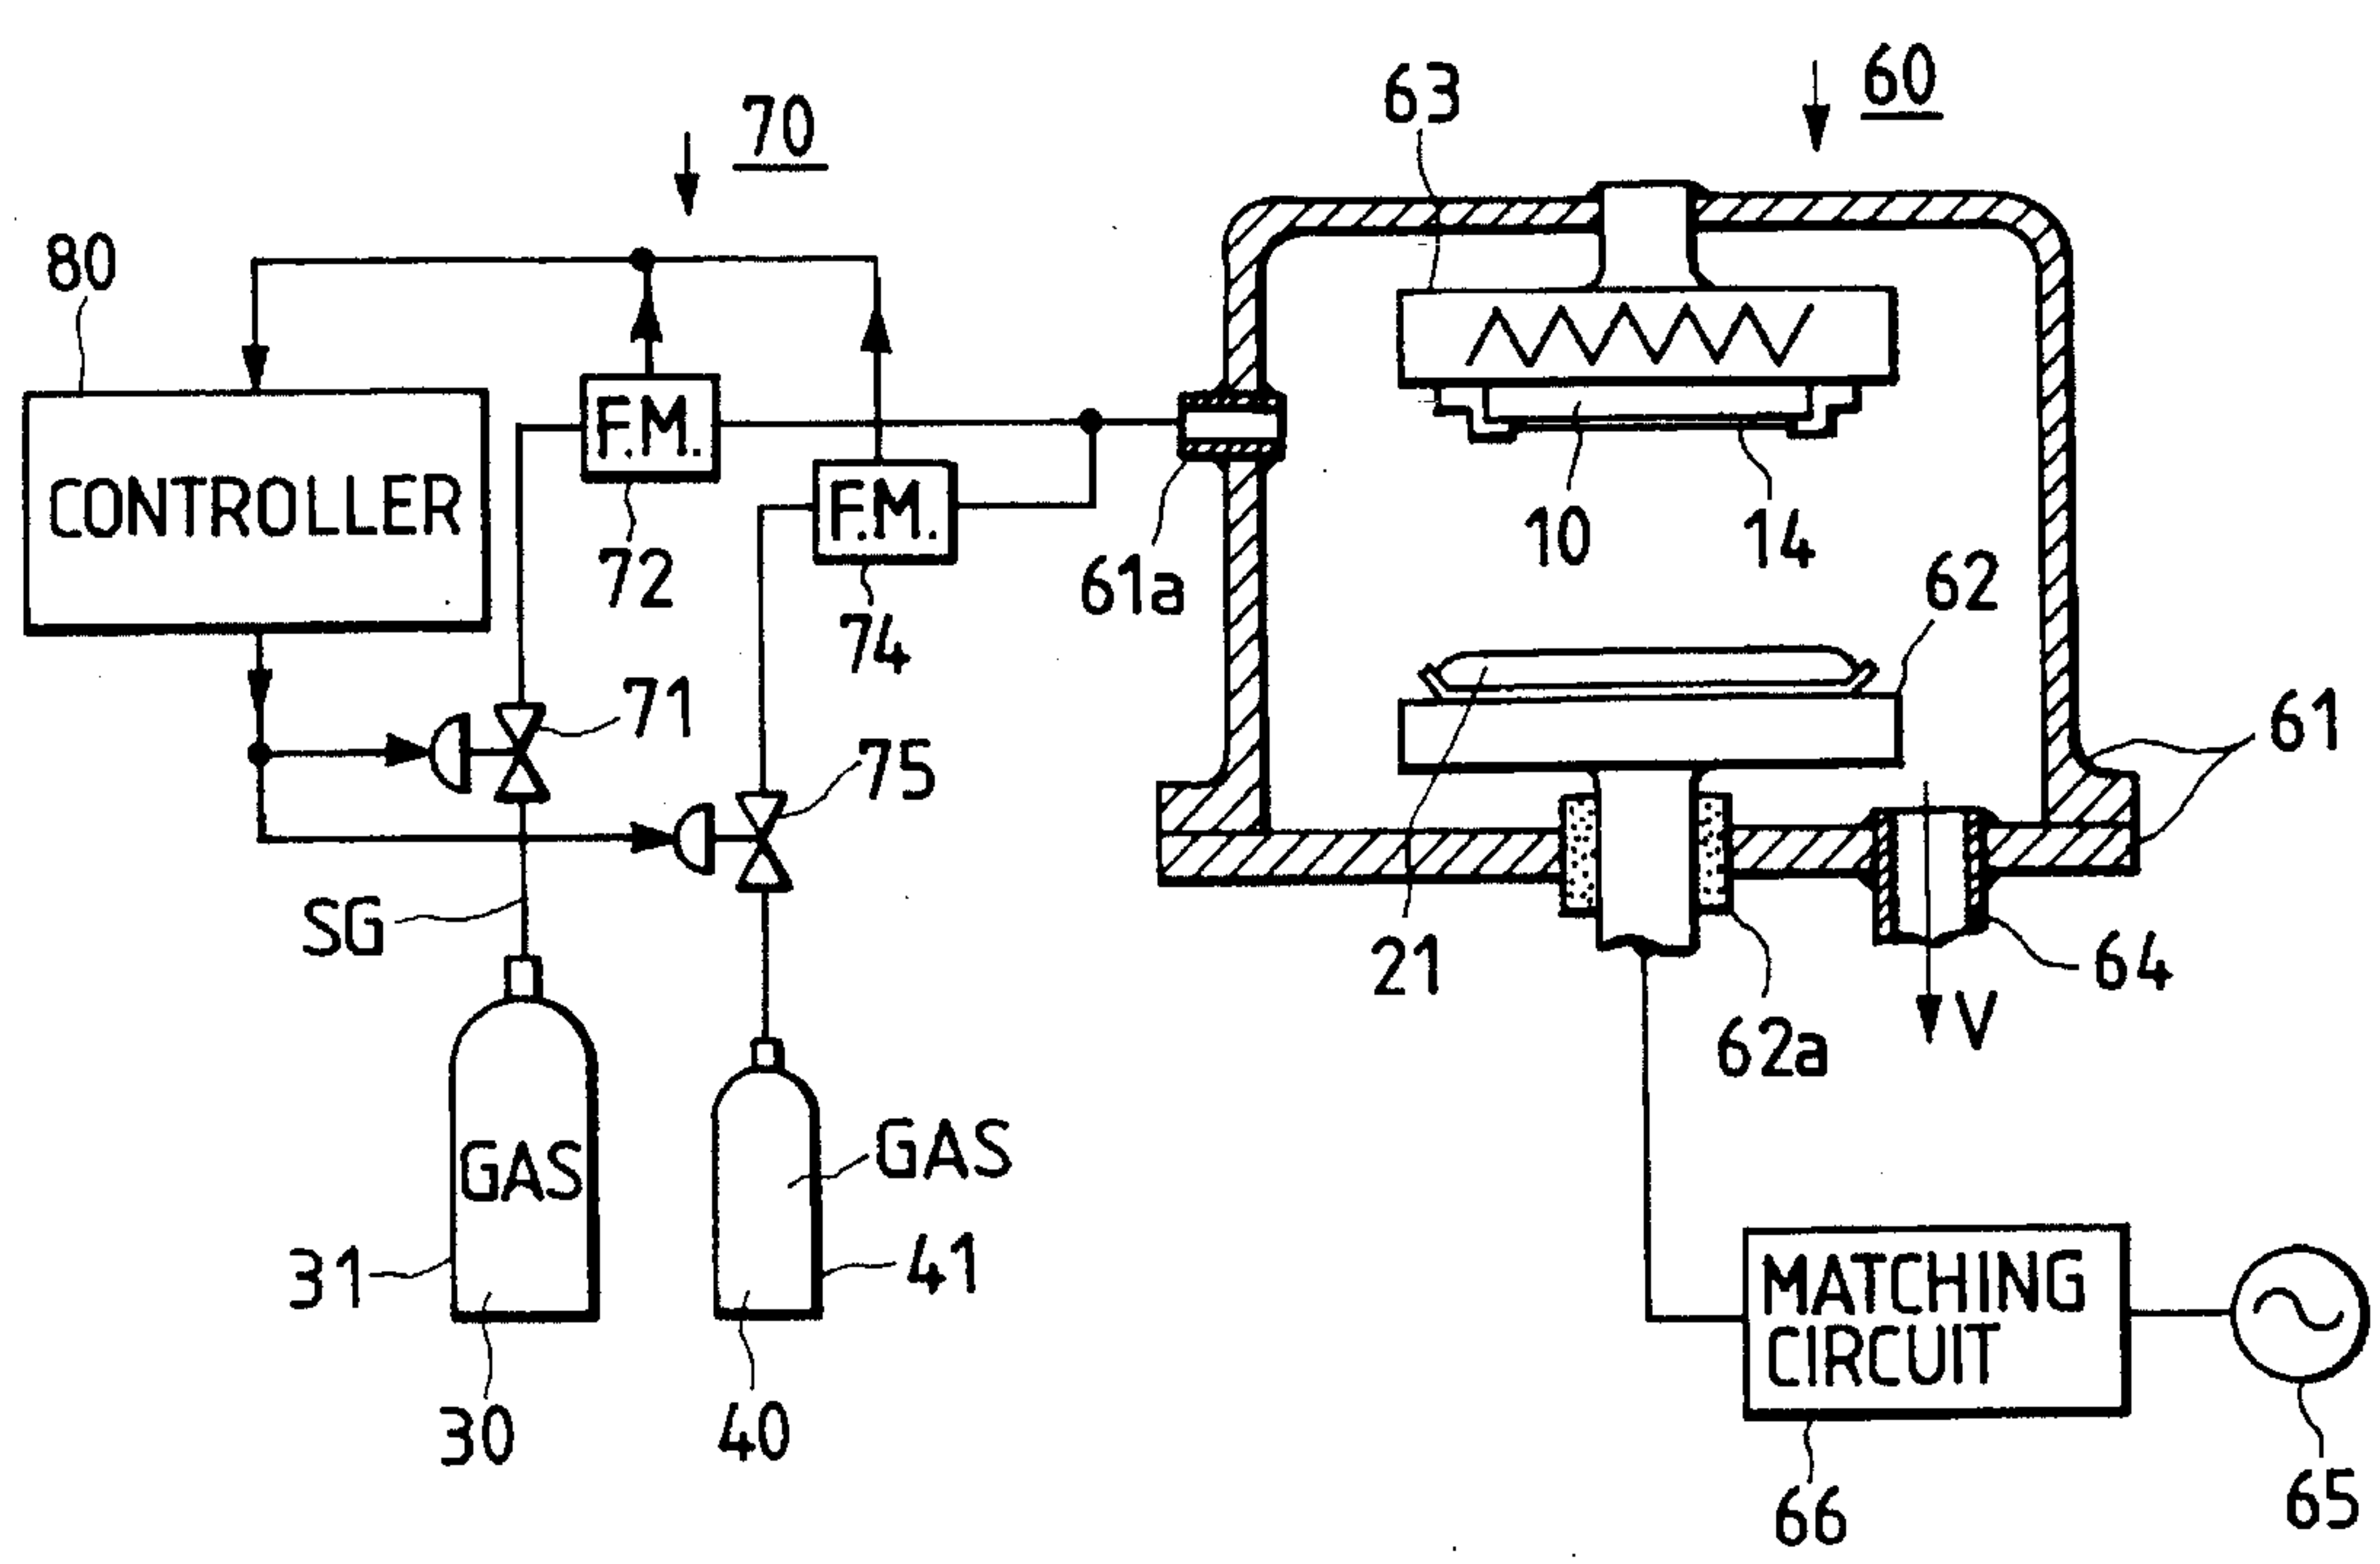 70
63
60
80
CONTROLLER
F.M.
72
F.M.
74
61a
10
14
62
71
75
61
SG
21
62a
64
V
GAS
GAS
31
41
30
40
MATCHING
CIRCUIT
66
65